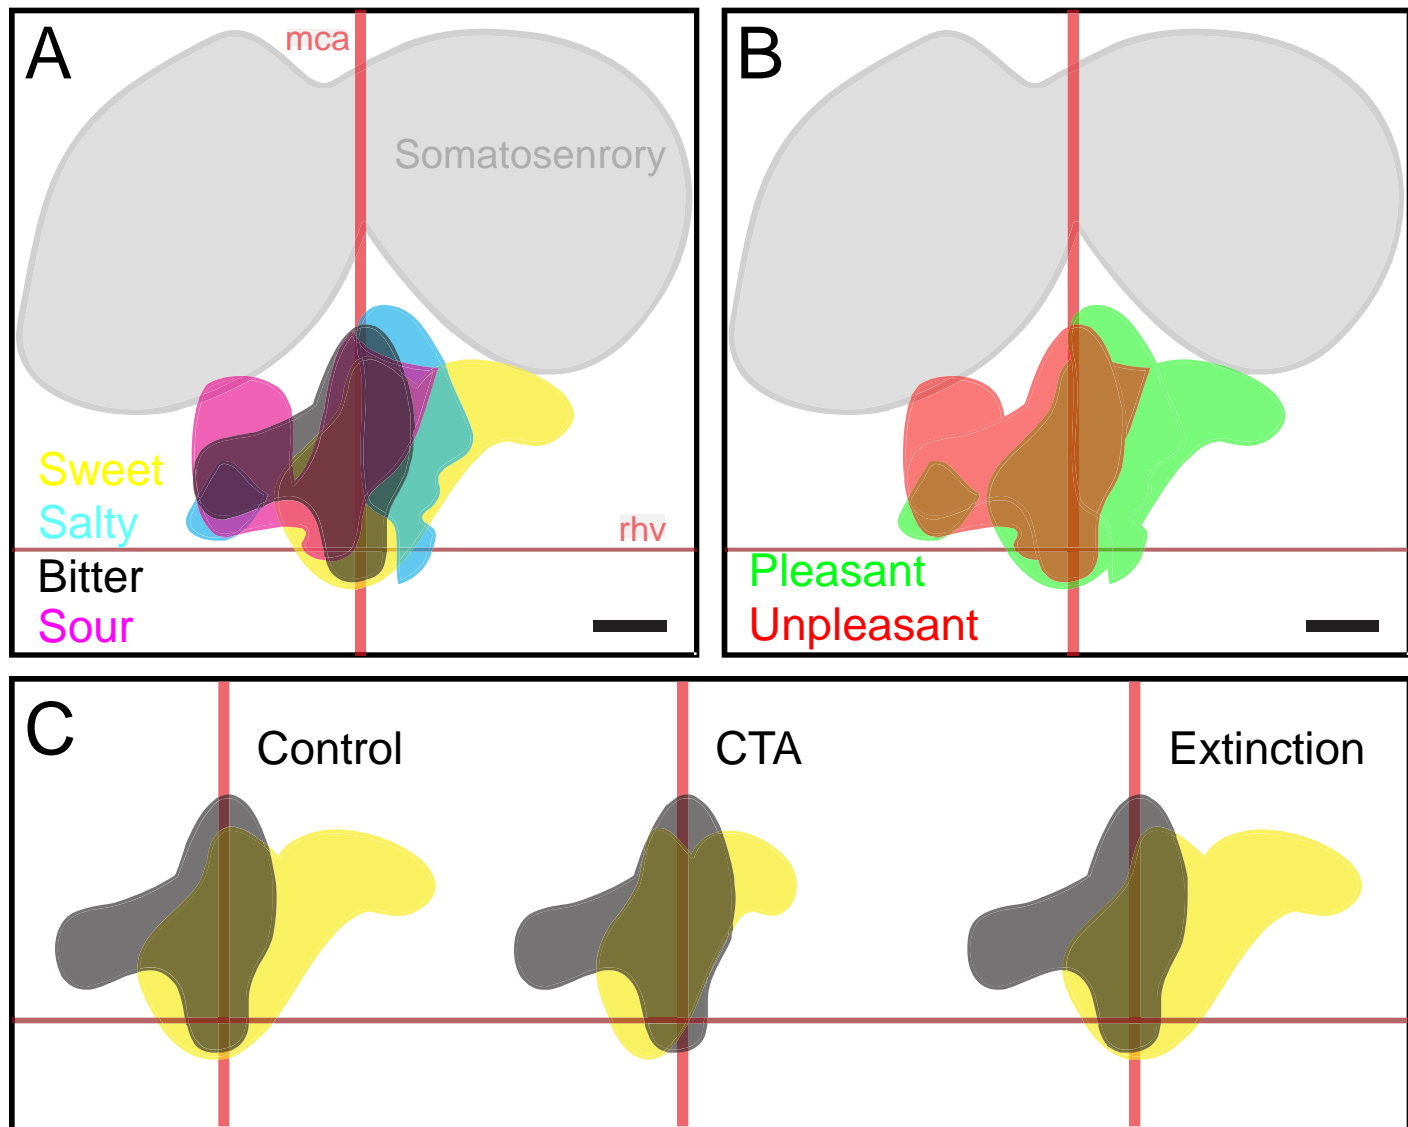 A
mca
Somatosenrory
Sweet
Salty
rhv
Bitter
Sour
B
Pleasant
Unpleasant
C
Control
CTA
Extinction